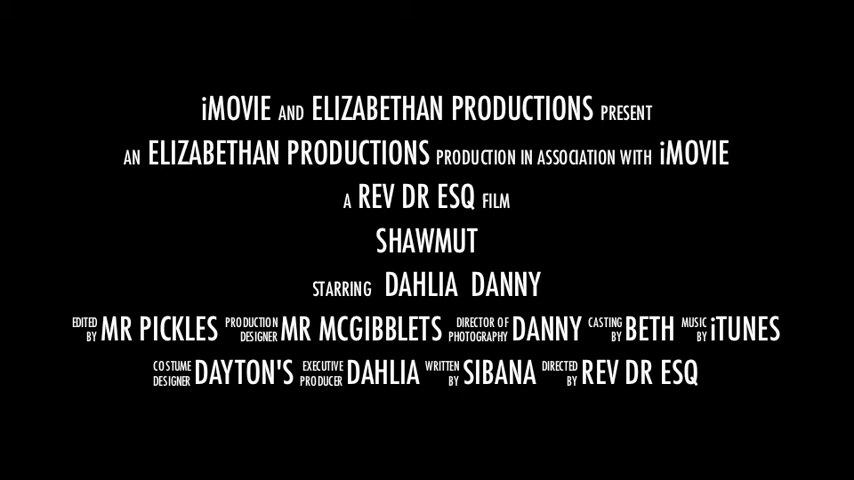 iMOVIE AND ELIZABETHAN PRODUCTIONS PRESENT
AN ELIZABETHAN PRODUCTIONS PRODUCTION IN ASSOCIATION WITH iMOVIE
A REV DR ESQ FILM
SHAWMUT
STARRING DAHLIA DANNY
EDITED BY MR PICKLES PRODUCTION DESIGNER MR MCGIBBLETS DIRECTOR OF PHOTOGRAPHY DANNY CASTING BY BETH MUSIC BY iTUNES
COSTUME DESIGNER DAYTON'S EXECUTIVE PRODUCER DAHLIA WRITTEN BY SIBANA DIRECTED BY REV DR ESQ